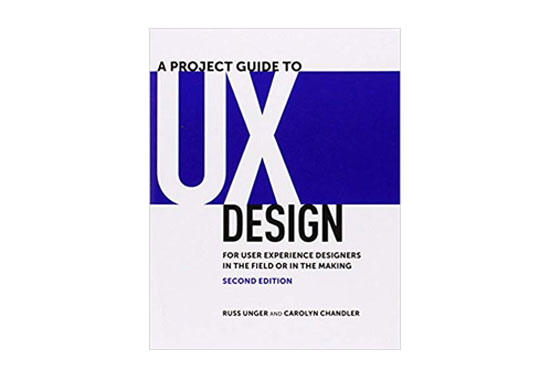 A PROJECT GUIDE TO
UX
DESIGN
FOR USER EXPERIENCE DESIGNERS
IN THE FIELD OR IN THE MAKING
SECOND EDITION
RUSS UNGER AND CAROLYN CHANDLER